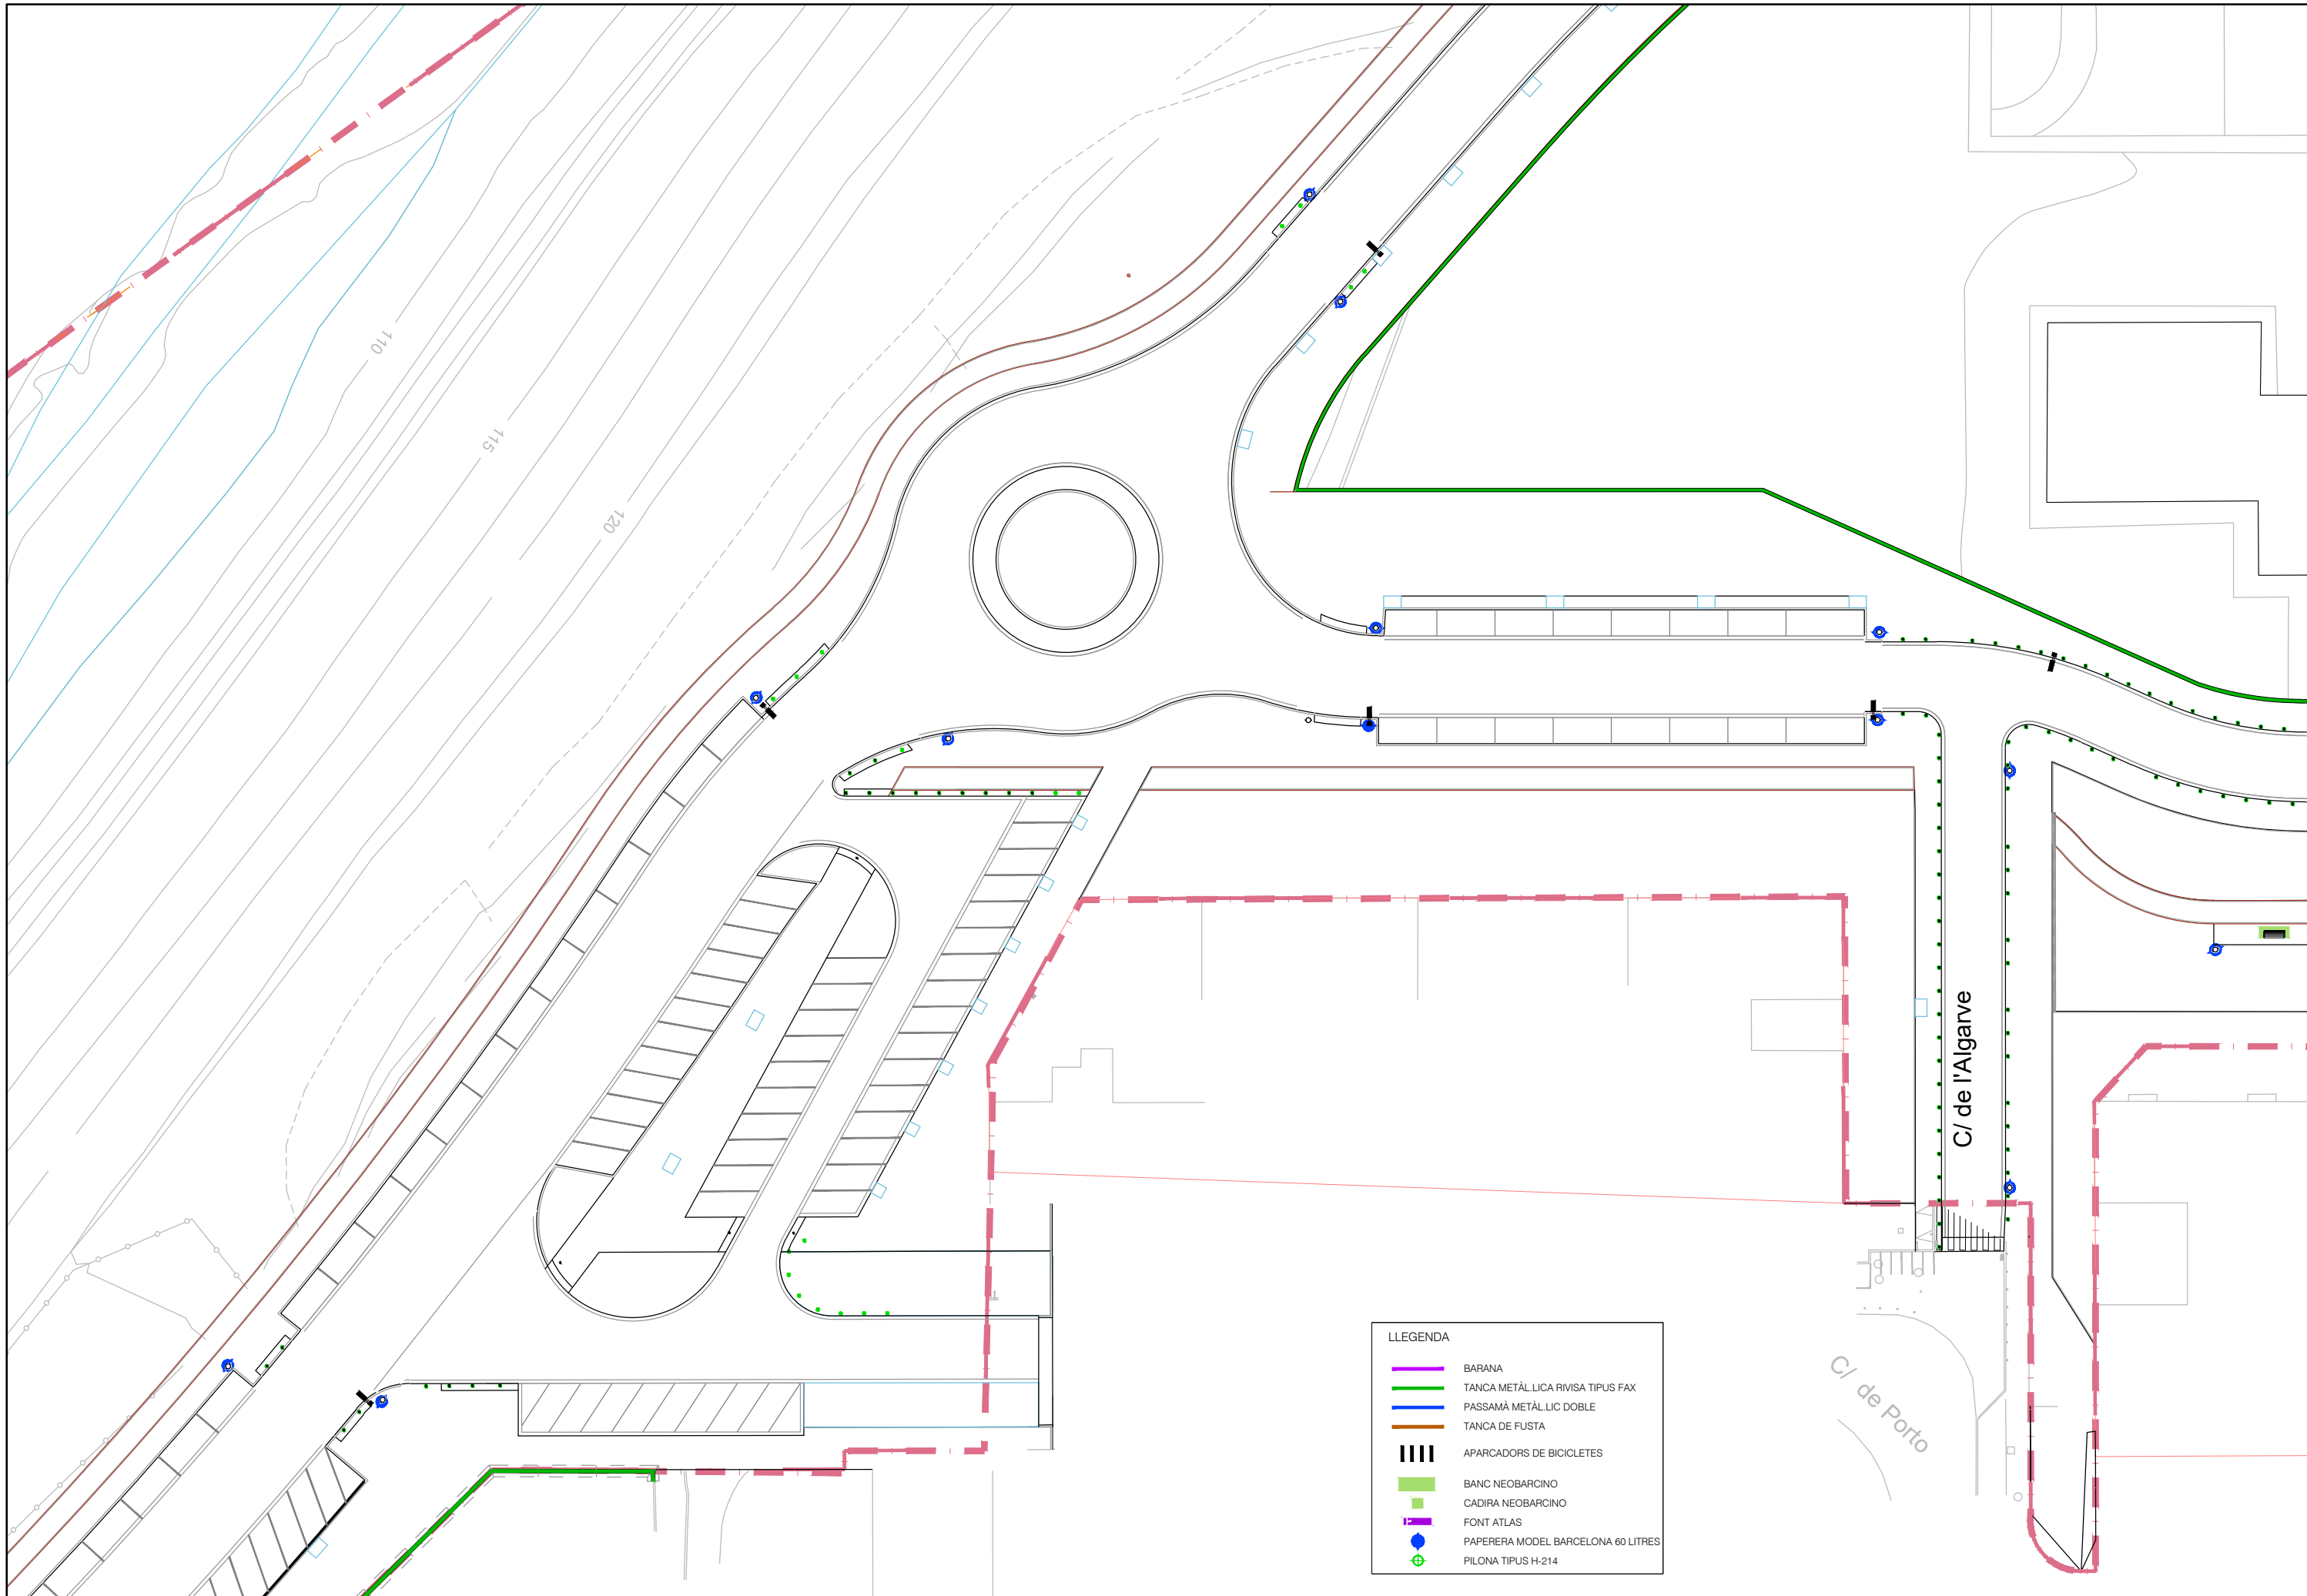 110
115
120
C/ de l'Algarve
C/ de Porto
1
LLEGENDA
BARANA
TANCA METÀL.LICA RIVISA TIPUS FAX
PASSAMÀ METÀL.LIC DOBLE
TANCA DE FUSTA
APARCADORS DE BICICLETES
BANC NEOBARCINO
CADIRA NEOBARCINO
FONT ATLAS
PAPERERA MODEL BARCELONA 60 LITRES
PILONA TIPUS H-214